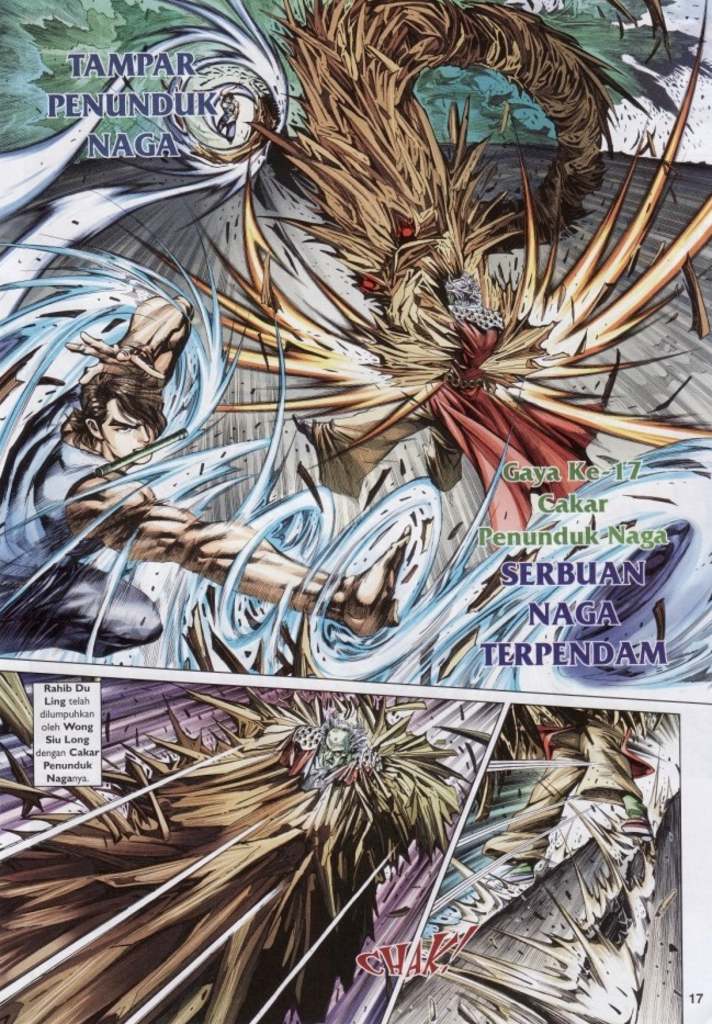 TAMPAR
PENUNDUK
NAGA
Gaya Ke-17
Cakar
Penunduk Naga
SERBUAN
NAGA
TERPENDAM
Rahib Du
Ling telah
dilumpuhkan
oleh Wong
Siu Long
dengan Cakar
Penunduk
Naganya.
CHAK!
17